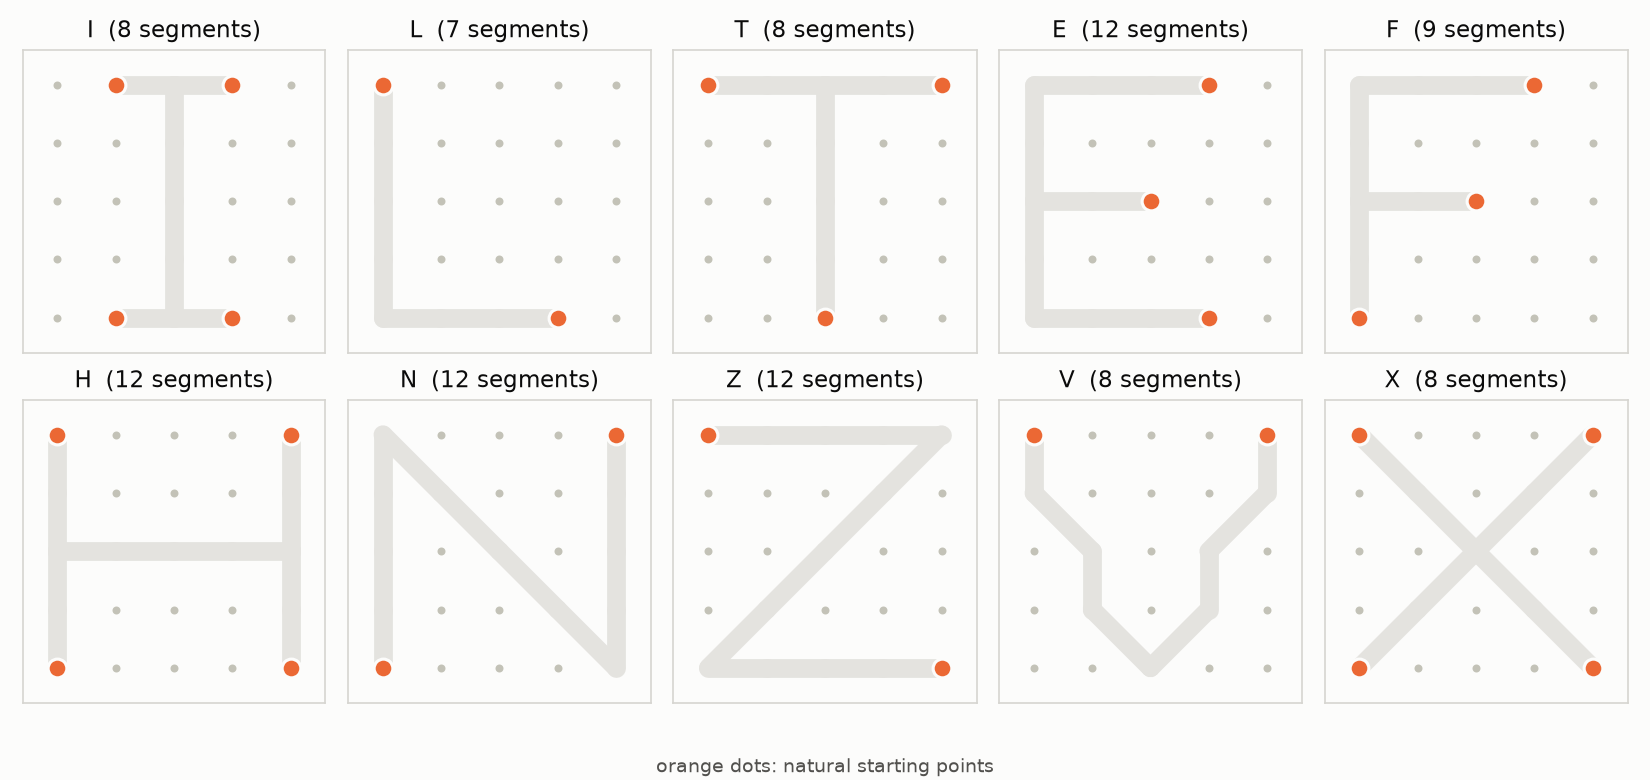 I (8 segments)
L (7 segments)
T (8 segments)
E (12 segments)
F (9 segments)
H (12 segments)
N (12 segments)
Z (12 segments)
V (8 segments)
X (8 segments)
orange dots: natural starting points